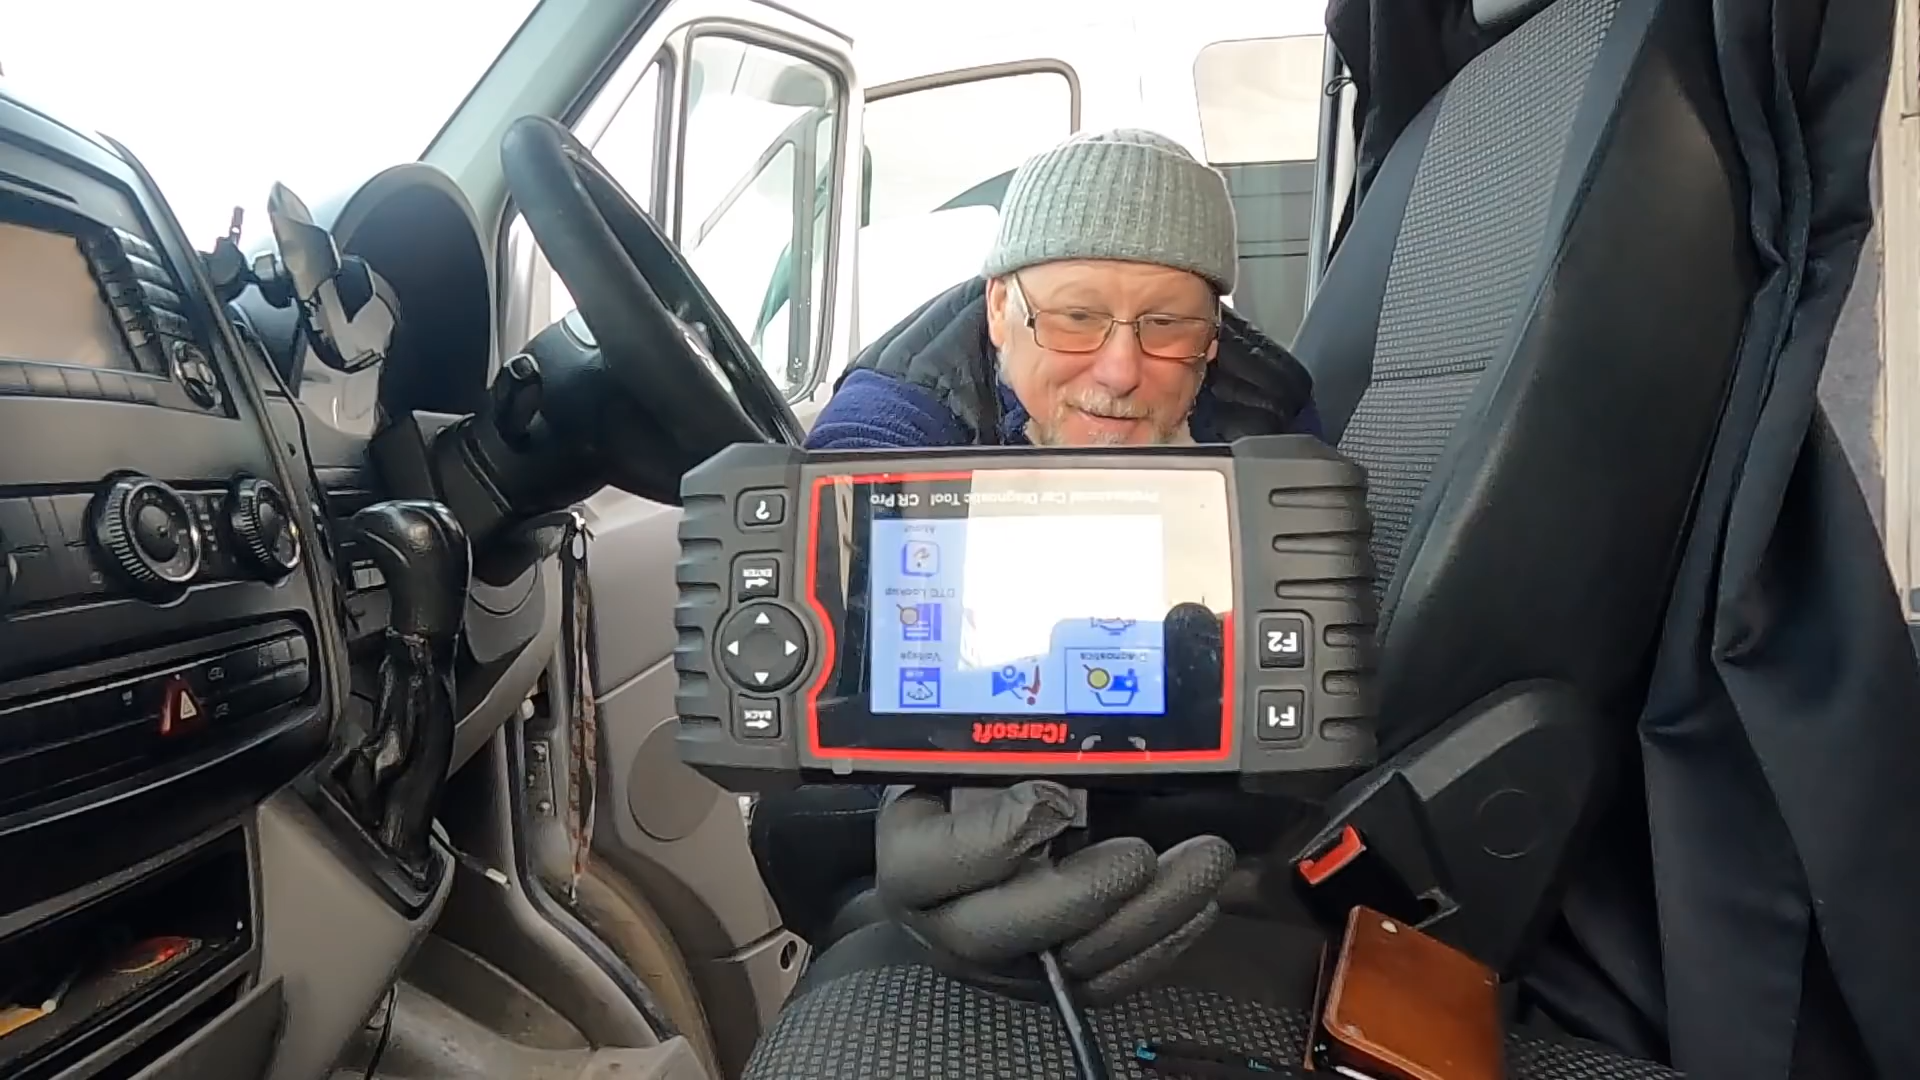 iCarsoft
Diagnostics
Voltage
DTC Lookup
About
Professional Car Diagnostic Tool CR Pro
F1
F2
BACK
?